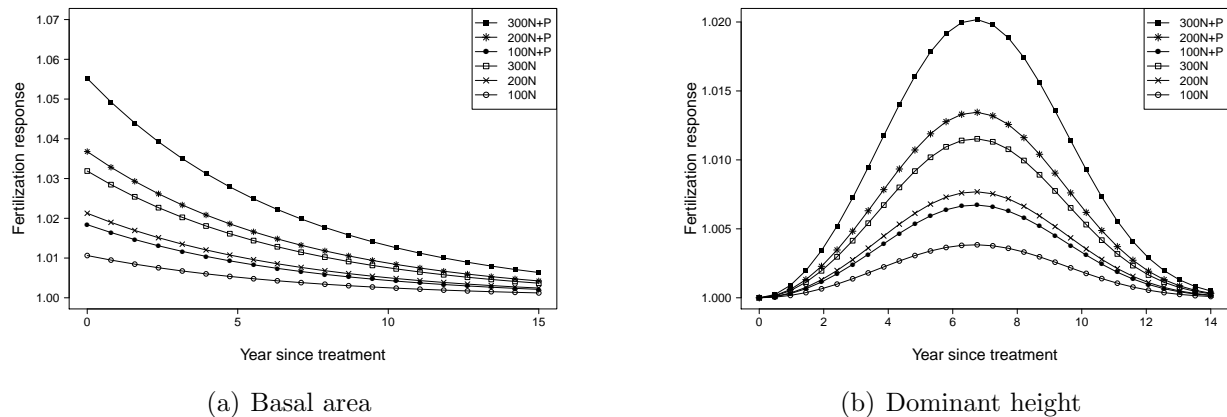 1.07
1.06
1.05
1.04
1.03
1.02
1.01
1.00
Fertilization response
0 5 10 15
Year since treatment
300N+P
200N+P
100N+P
300N
200N
100N
(a) Basal area
1.020
1.015
1.010
1.005
1.000
Fertilization response
0 2 4 6 8 10 12 14
Year since treatment
300N+P
200N+P
100N+P
300N
200N
100N
(b) Dominant height